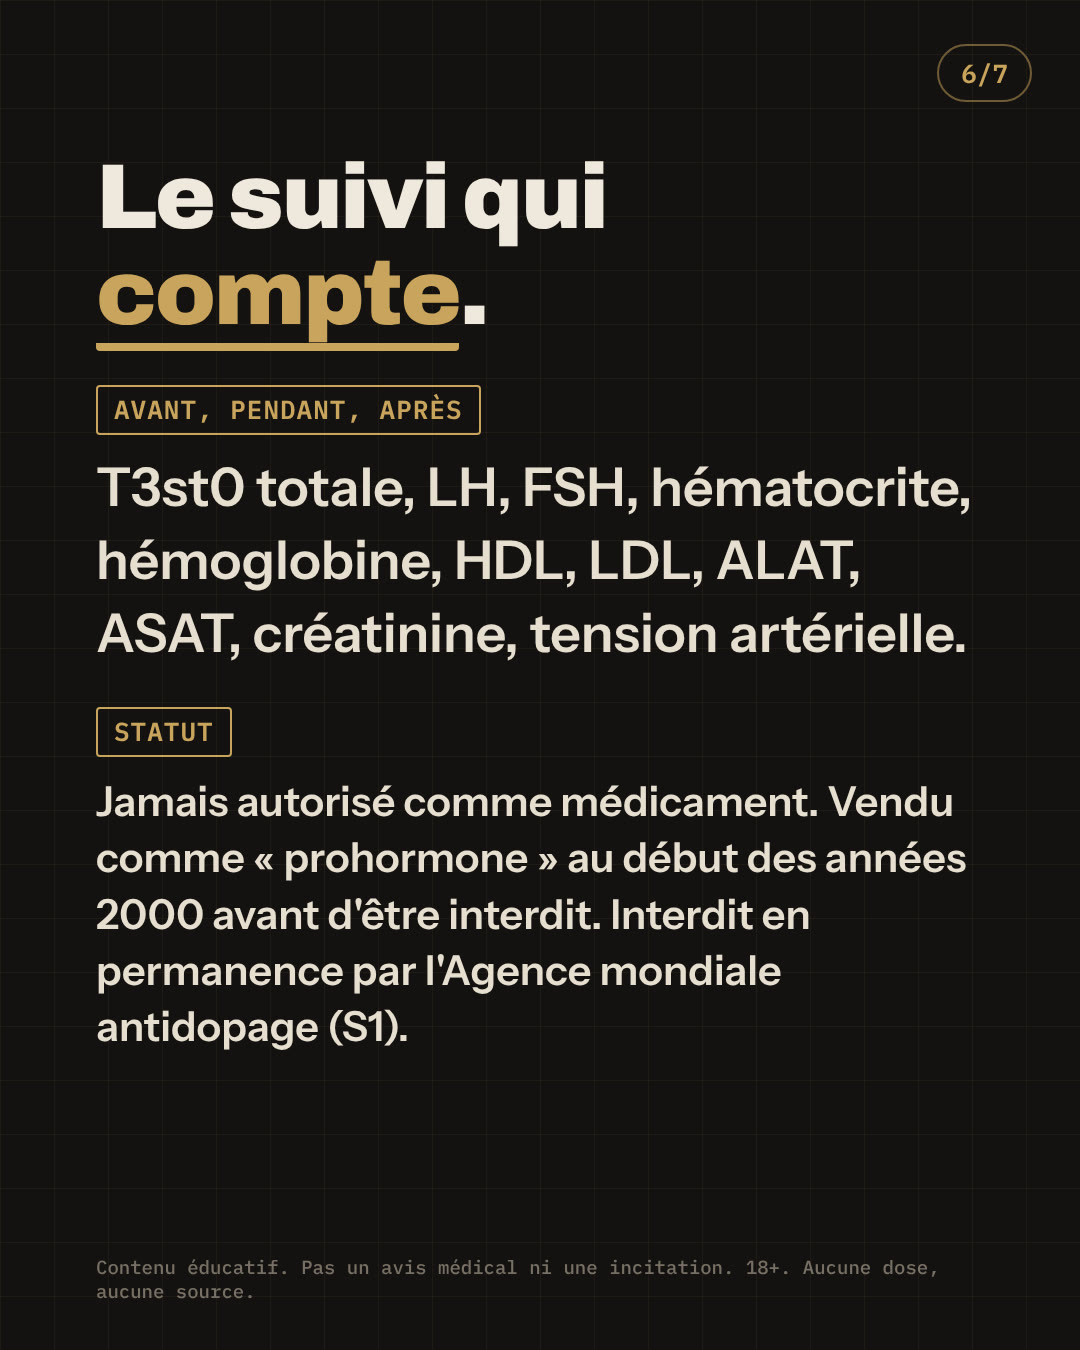 6/7
Le suivi qui
compte.
AVANT, PENDANT, APRÈS
T3st0 totale, LH, FSH, hématocrite,
hémoglobine, HDL, LDL, ALAT,
ASAT, créatinine, tension artérielle.
STATUT
Jamais autorisé comme médicament. Vendu
comme « prohormone » au début des années
2000 avant d'être interdit. Interdit en
permanence par l'Agence mondiale
antidopage (S1).
Contenu éducatif. Pas un avis médical ni une incitation. 18+. Aucune dose,
aucune source.